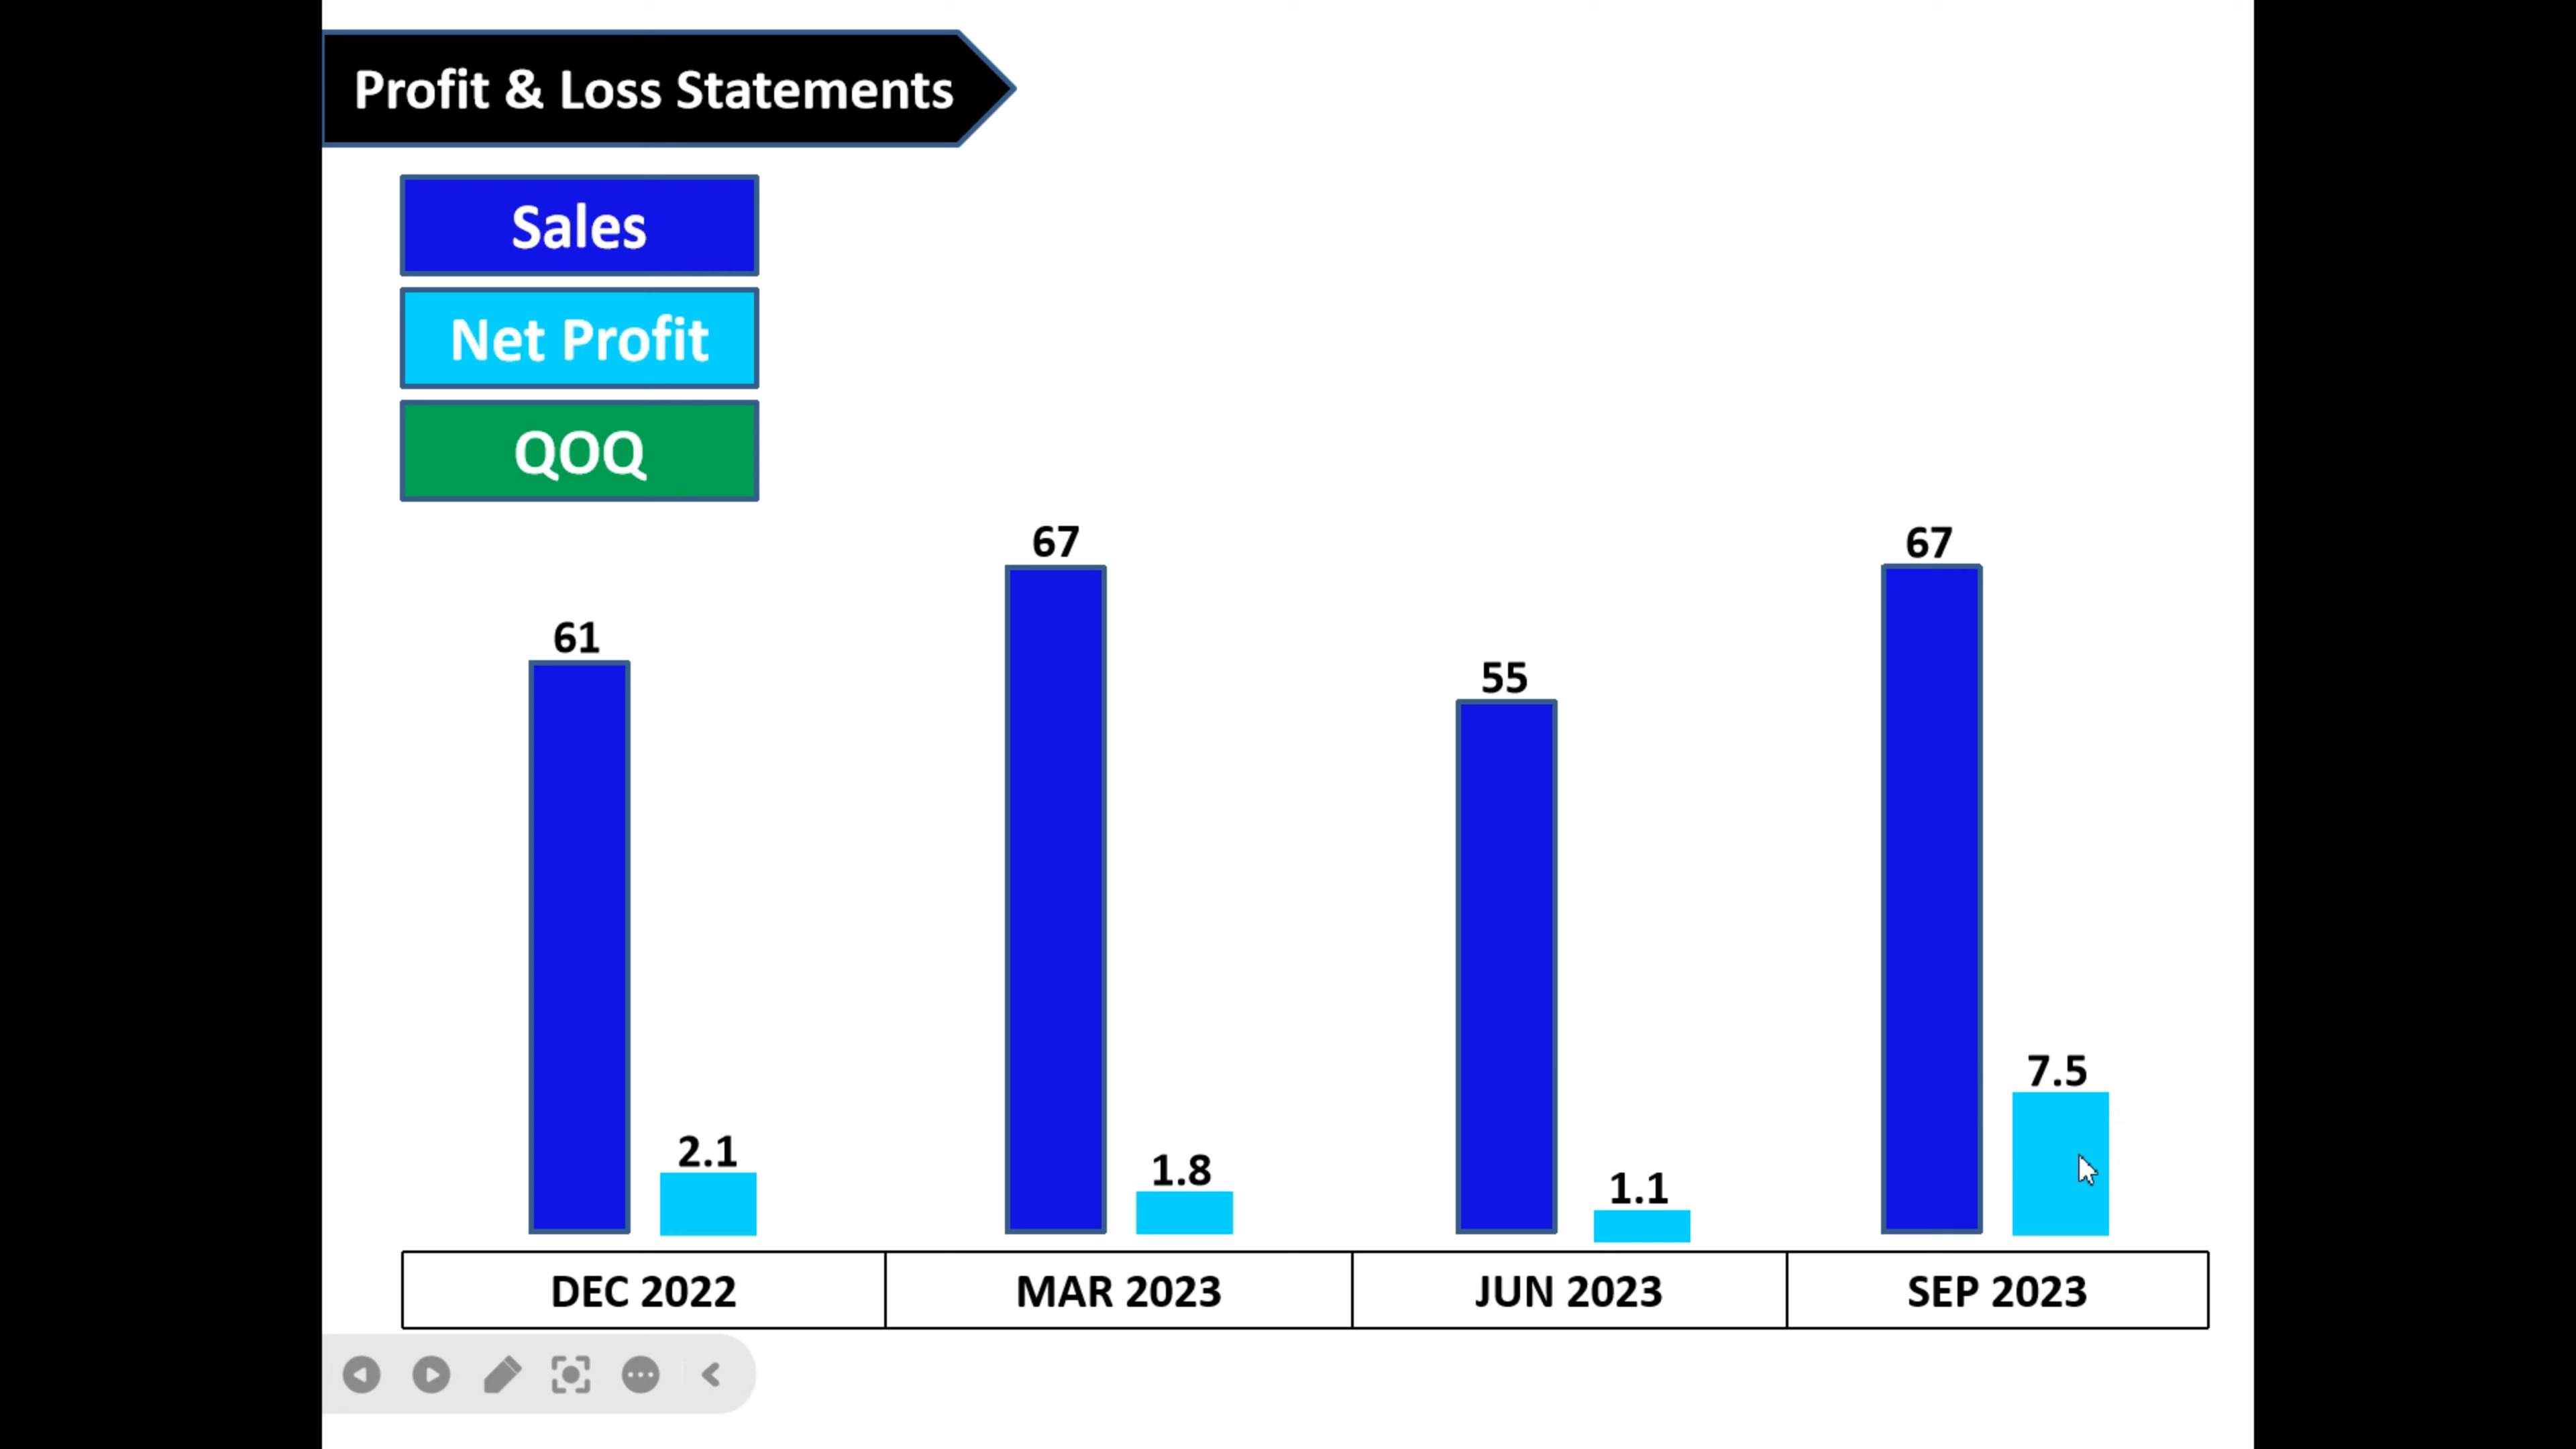 Profit & Loss Statements
Sales
Net Profit
QOQ
67
67
61
55
7.5
2.1
1.8
1.1
DEC 2022
MAR 2023
JUN 2023
SEP 2023